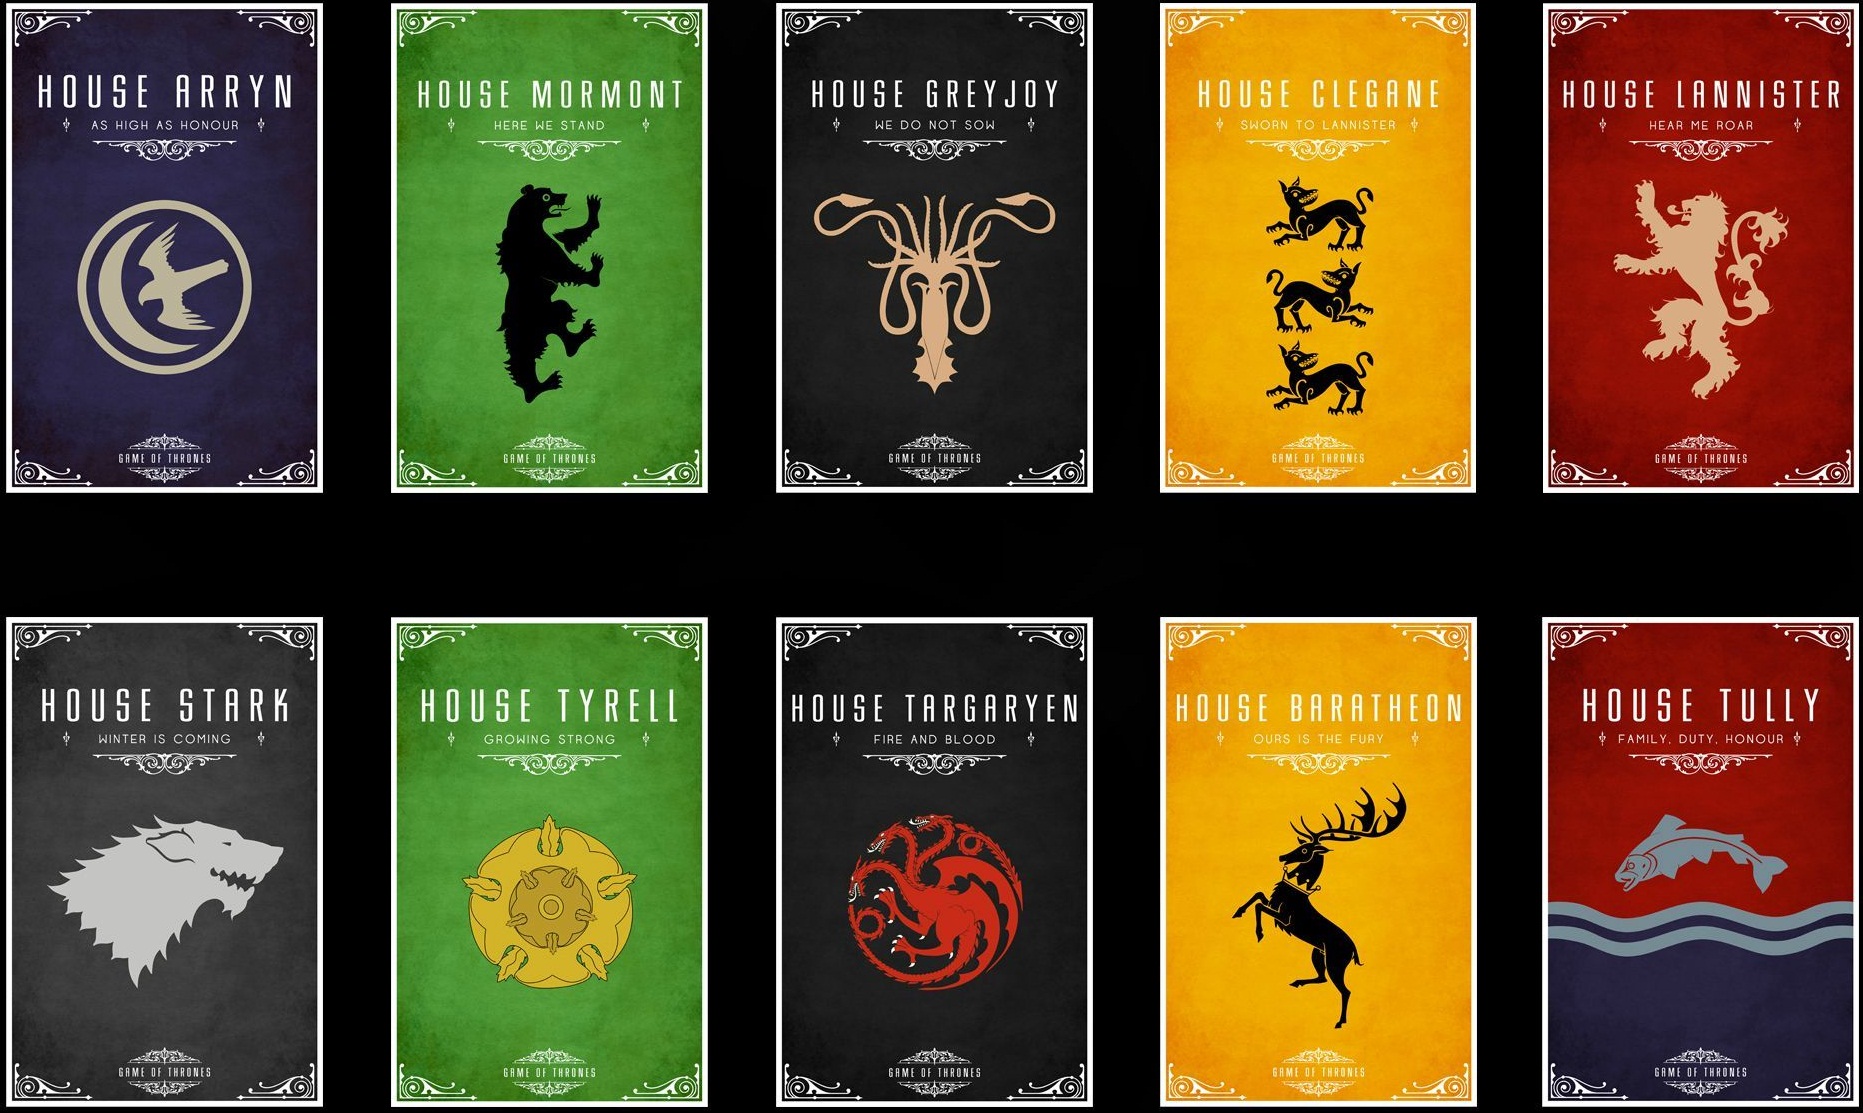 HOUSE ARRYN
AS HIGH AS HONOUR
GAME OF THRONES
HOUSE MORMONT
HERE WE STAND
GAME OF THRONES
HOUSE GREYJOY
WE DO NOT SOW
GAME OF THRONES
HOUSE CLEGANE
SWORN TO LANNISTER
GAME OF THRONES
HOUSE LANNISTER
HEAR ME ROAR
GAME OF THRONES
HOUSE STARK
WINTER IS COMING
GAME OF THRONES
HOUSE TYRELL
GROWING STRONG
GAME OF THRONES
HOUSE TARGARYEN
FIRE AND BLOOD
GAME OF THRONES
HOUSE BARATHEON
OURS IS THE FURY
GAME OF THRONES
HOUSE TULLY
FAMILY, DUTY, HONOUR
GAME OF THRONES